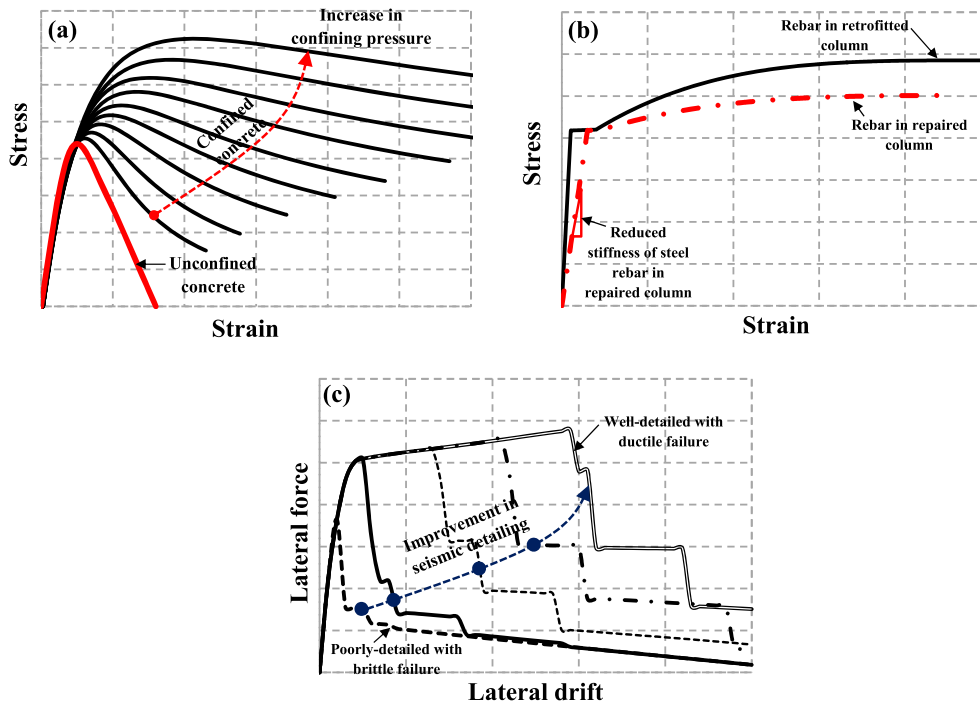 (a)
Increase in
confining pressure
Confined
concrete
Unconfined
concrete
Stress
Strain
(b)
Rebar in retrofitted
column
Rebar in repaired
column
Reduced
stiffness of steel
rebar in
repaired column
Stress
Strain
(c)
Well-detailed with
ductile failure
Improvement in
seismic detailing
Poorly-detailed with
brittle failure
Lateral force
Lateral drift